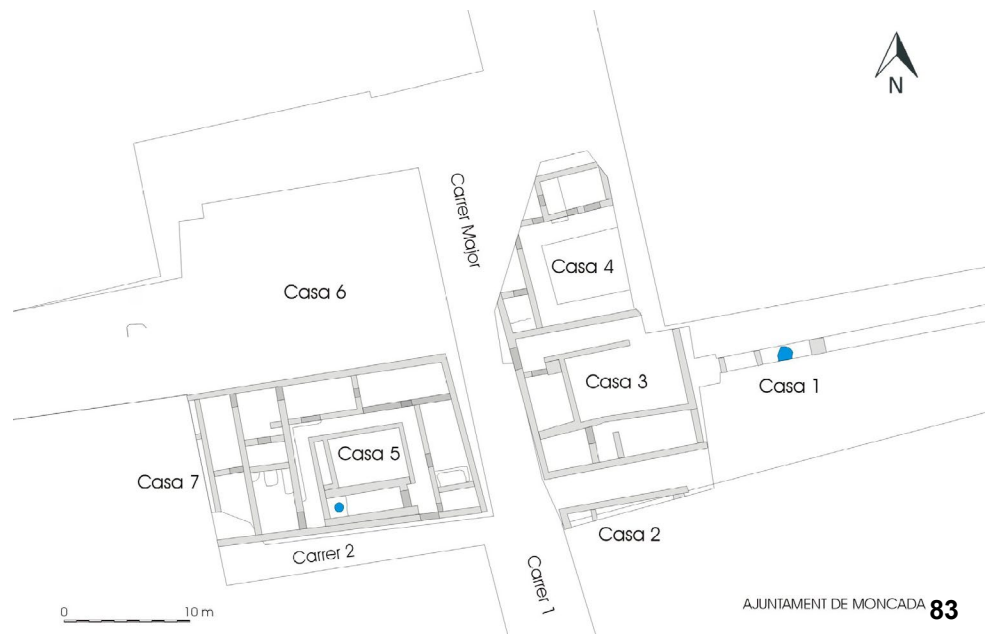 N
Carrer Major
Casa 4
Casa 6
Casa 3
Casa 1
Casa 5
Casa 7
Casa 2
Carrer 2
Carrer 1
0 10 m
AJUNTAMENT DE MONCADA 83